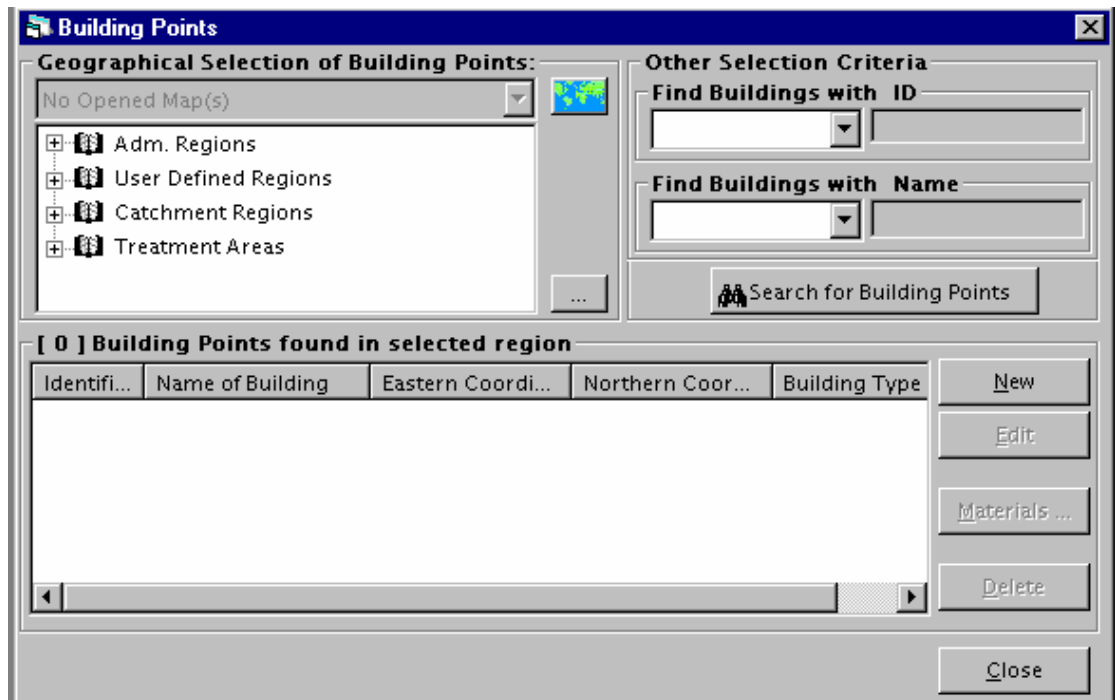 Building Points
Geographical Selection of Building Points:
No Opened Map(s)
Adm. Regions
User Defined Regions
Catchment Regions
Treatment Areas
...
Other Selection Criteria
Find Buildings with ID
Find Buildings with Name
Search for Building Points
[ 0 ] Building Points found in selected region
Identifi... Name of Building Eastern Coordi... Northern Coor... Building Type
New
Edit
Materials ...
Delete
Close